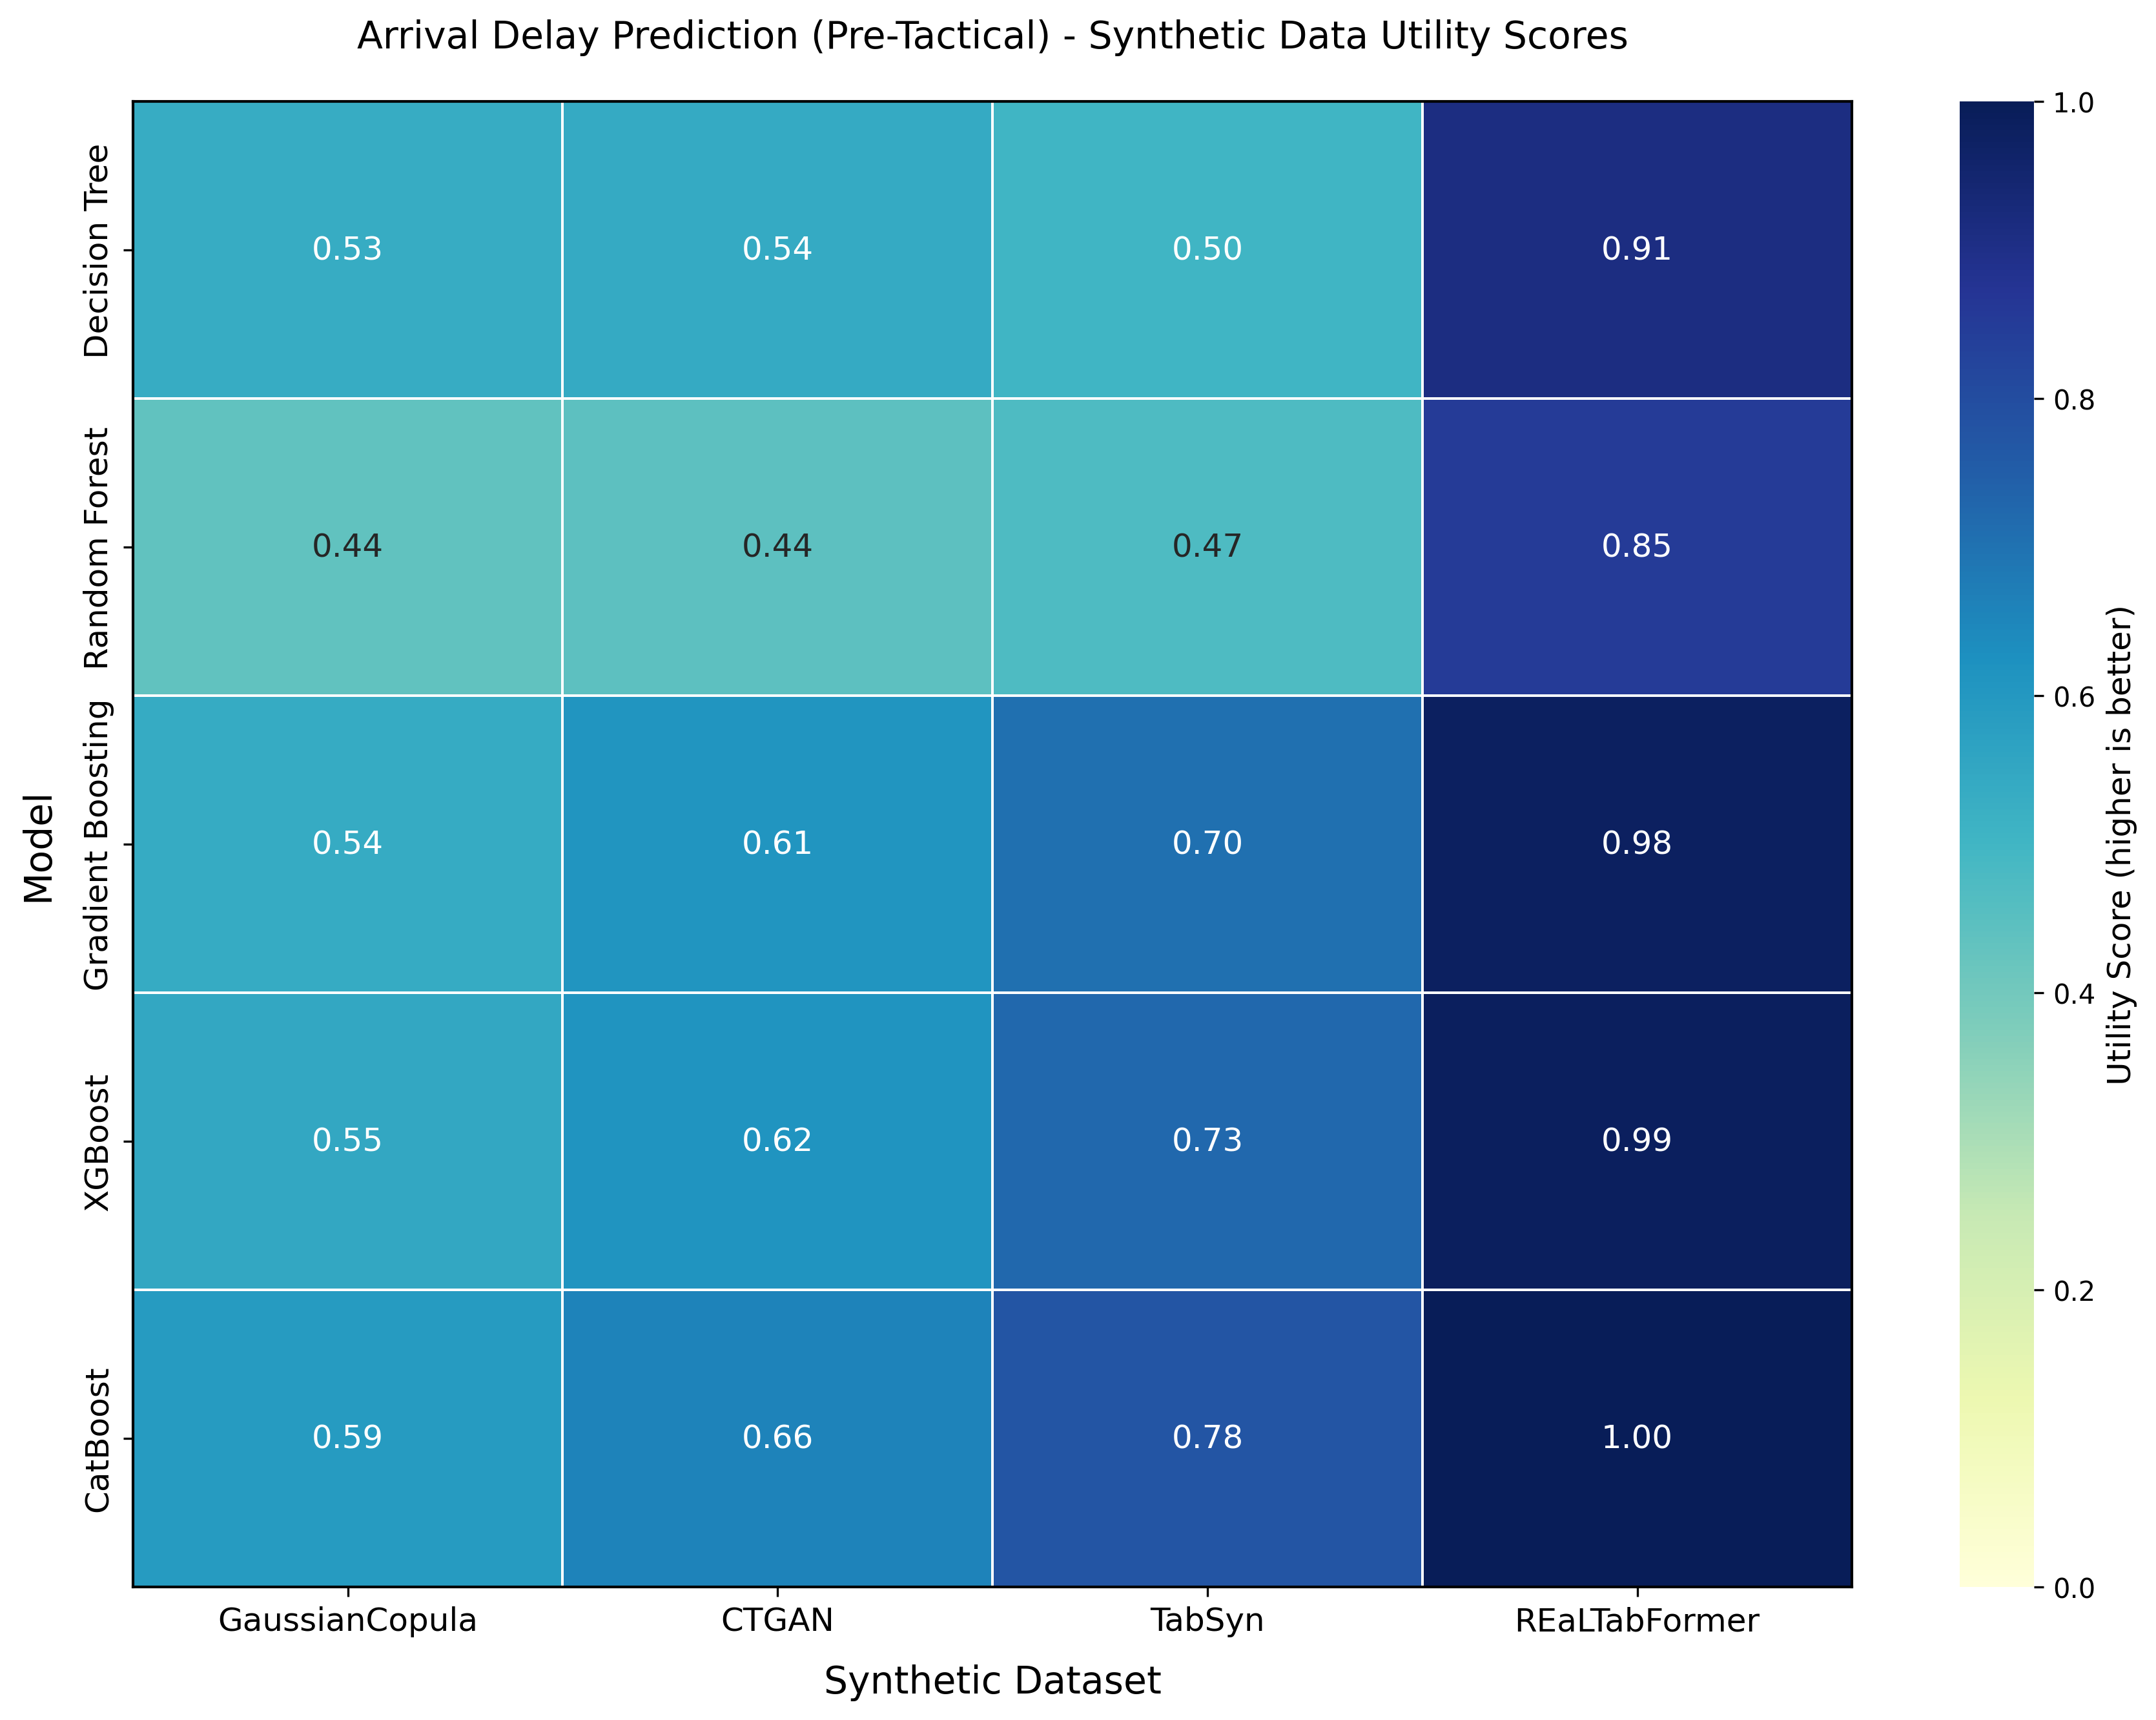 Arrival Delay Prediction (Pre-Tactical) - Synthetic Data Utility Scores
Model
Decision Tree
0.53 0.54 0.50 0.91
Random Forest
0.44 0.44 0.47 0.85
Gradient Boosting
0.54 0.61 0.70 0.98
XGBoost
0.55 0.62 0.73 0.99
CatBoost
0.59 0.66 0.78 1.00
GaussianCopula CTGAN TabSyn REaLTabFormer
Synthetic Dataset
1.0
0.8
0.6
0.4
0.2
0.0
Utility Score (higher is better)